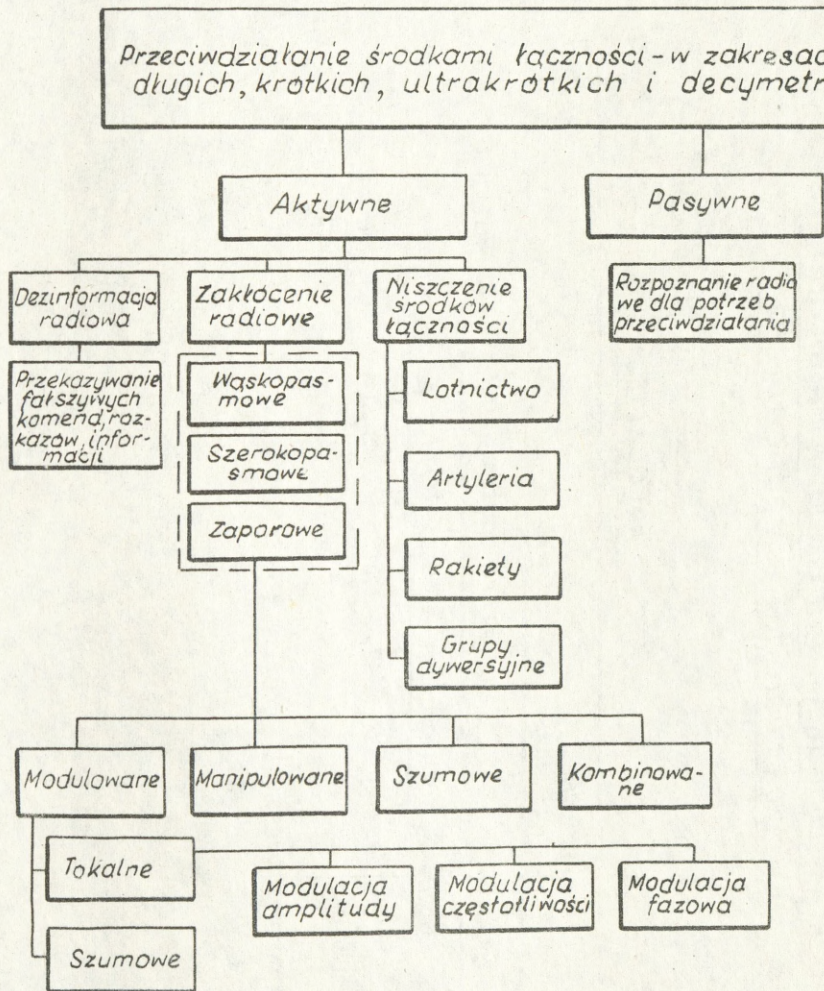 Przeciwdziałanie środkami łączności - w zakresac
długich, krótkich, ultrakrótkich i decymetr
Aktywne
Pasywne
Dezinformacja
radiowa
Zakłócenie
radiowe
Niszczenie
środków
łączności
Rozpoznanie radio
we dla potrzeb
przeciwdziałania
Przekazywanie
fałszywych
komend, roz-
kazów, infor-
macji
Wąskopas-
mowe
Szerokopa-
smowe
Zaporowe
Lotnictwo
Artyleria
Rakiety
Grupy
dywersyjne
Modulowane
Manipulowane
Szumowe
Kombinowa-
ne
Tokalne
Modulacja
amplitudy
Modulacja
częstotliwości
Modulacja
fazowa
Szumowe